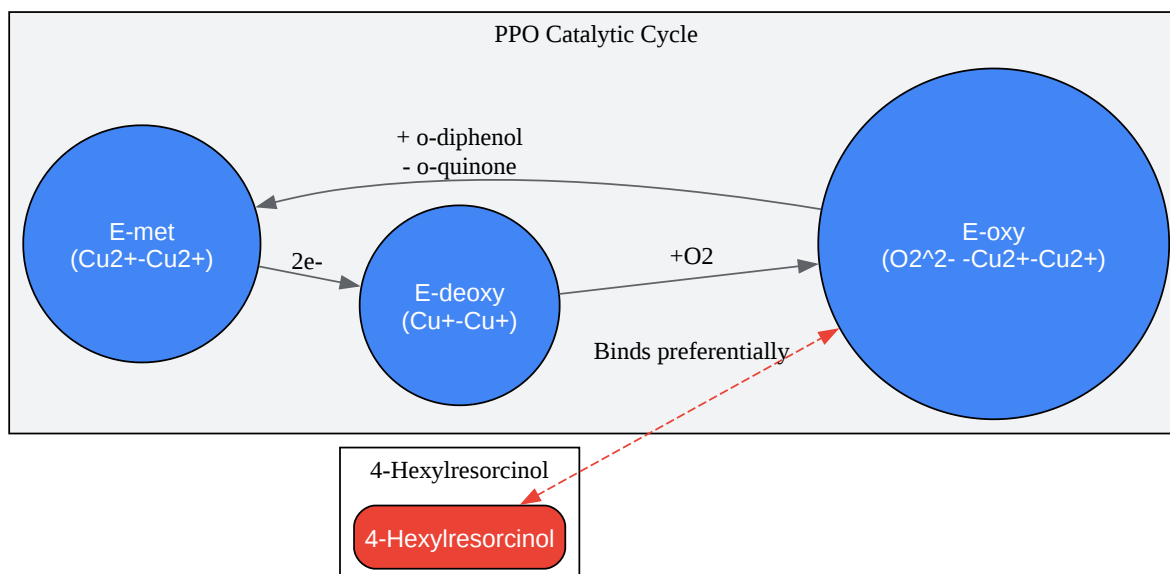 PPO Catalytic Cycle
+ o-diphenol
- o-quinone
E-met
(Cu2+-Cu2+)
2e-
E-deoxy
(Cu+-Cu+)
+O2
E-oxy
(O2^2- -Cu2+-Cu2+)
Binds preferentially
4-Hexylresorcinol
4-Hexylresorcinol